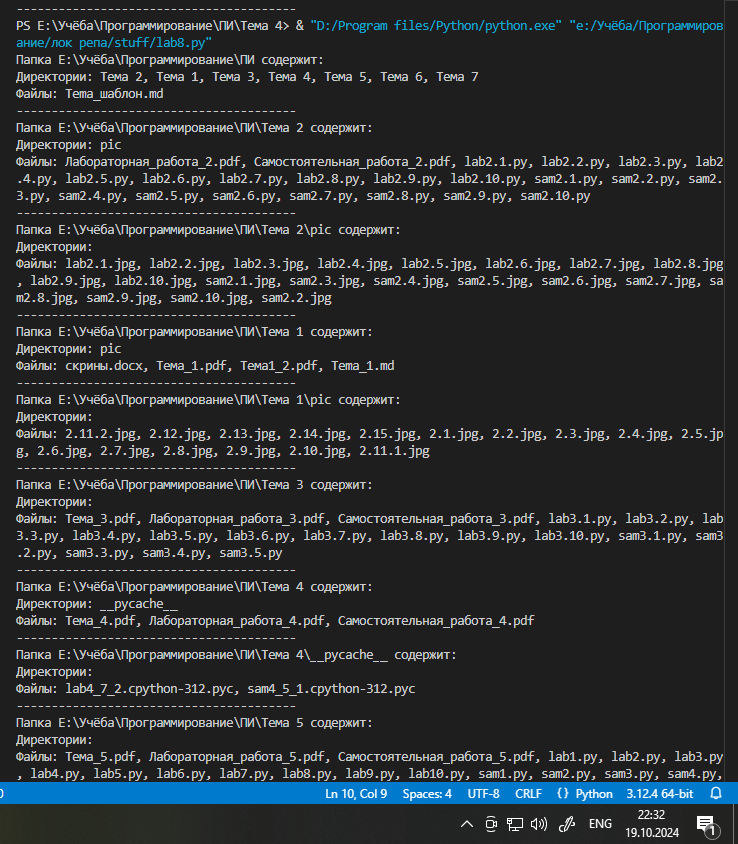 ----------------------------------------
PS E:\Учёба\Программирование\ПИ\Тема 4> & "D:/Program files/Python/python.exe" "e:/Учёба/Программиров
ание/лок репа/stuff/lab8.py"
Папка E:\Учёба\Программирование\ПИ содержит:
Директории: Тема 2, Тема 1, Тема 3, Тема 4, Тема 5, Тема 6, Тема 7
Файлы: Tema_шаблон.md
----------------------------------------
Папка E:\Учёба\Программирование\ПИ\Тема 2 содержит:
Директории: pic
Файлы: Лабораторная_работа_2.pdf, Самостоятельная_работа_2.pdf, lab2.1.py, lab2.2.py, lab2.3.py, lab2
.4.py, lab2.5.py, lab2.6.py, lab2.7.py, lab2.8.py, lab2.9.py, lab2.10.py, sam2.1.py, sam2.2.py, sam2.
3.py, sam2.4.py, sam2.5.py, sam2.6.py, sam2.7.py, sam2.8.py, sam2.9.py, sam2.10.py
----------------------------------------
Папка E:\Учёба\Программирование\ПИ\Тема 2\pic содержит:
Директории:
Файлы: lab2.1.jpg, lab2.2.jpg, lab2.3.jpg, lab2.4.jpg, lab2.5.jpg, lab2.6.jpg, lab2.7.jpg, lab2.8.jpg
, lab2.9.jpg, lab2.10.jpg, sam2.1.jpg, sam2.3.jpg, sam2.4.jpg, sam2.5.jpg, sam2.6.jpg, sam2.7.jpg, sa
m2.8.jpg, sam2.9.jpg, sam2.10.jpg, sam2.2.jpg
----------------------------------------
Папка E:\Учёба\Программирование\ПИ\Тема 1 содержит:
Директории: pic
Файлы: скрины.docx, Тема_1.pdf, Тема1_2.pdf, Tema_1.md
----------------------------------------
Папка E:\Учёба\Программирование\ПИ\Тема 1\pic содержит:
Директории:
Файлы: 2.11.2.jpg, 2.12.jpg, 2.13.jpg, 2.14.jpg, 2.15.jpg, 2.1.jpg, 2.2.jpg, 2.3.jpg, 2.4.jpg, 2.5.jp
g, 2.6.jpg, 2.7.jpg, 2.8.jpg, 2.9.jpg, 2.10.jpg, 2.11.1.jpg
----------------------------------------
Папка E:\Учёба\Программирование\ПИ\Тема 3 содержит:
Директории:
Файлы: Тема_3.pdf, Лабораторная_работа_3.pdf, Самостоятельная_работа_3.pdf, lab3.1.py, lab3.2.py, lab
3.3.py, lab3.4.py, lab3.5.py, lab3.6.py, lab3.7.py, lab3.8.py, lab3.9.py, lab3.10.py, sam3.1.py, sam3
.2.py, sam3.3.py, sam3.4.py, sam3.5.py
----------------------------------------
Папка E:\Учёба\Программирование\ПИ\Тема 4 содержит:
Директории: __pycache__
Файлы: Тема_4.pdf, Лабораторная_работа_4.pdf, Самостоятельная_работа_4.pdf
----------------------------------------
Папка E:\Учёба\Программирование\ПИ\Тема 4\__pycache__ содержит:
Директории:
Файлы: lab4_7_2.cpython-312.pyc, sam4_5_1.cpython-312.pyc
----------------------------------------
Папка E:\Учёба\Программирование\ПИ\Тема 5 содержит:
Директории:
Файлы: Тема_5.pdf, Лабораторная_работа_5.pdf, Самостоятельная_работа_5.pdf, lab1.py, lab2.py, lab3.py
, lab4.py, lab5.py, lab6.py, lab7.py, lab8.py, lab9.py, lab10.py, sam1.py, sam2.py, sam3.py, sam4.py,
Ln 10, Col 9 Spaces: 4 UTF-8 CRLF {} Python 3.12.4 64-bit
ENG 22:32
19.10.2024 1